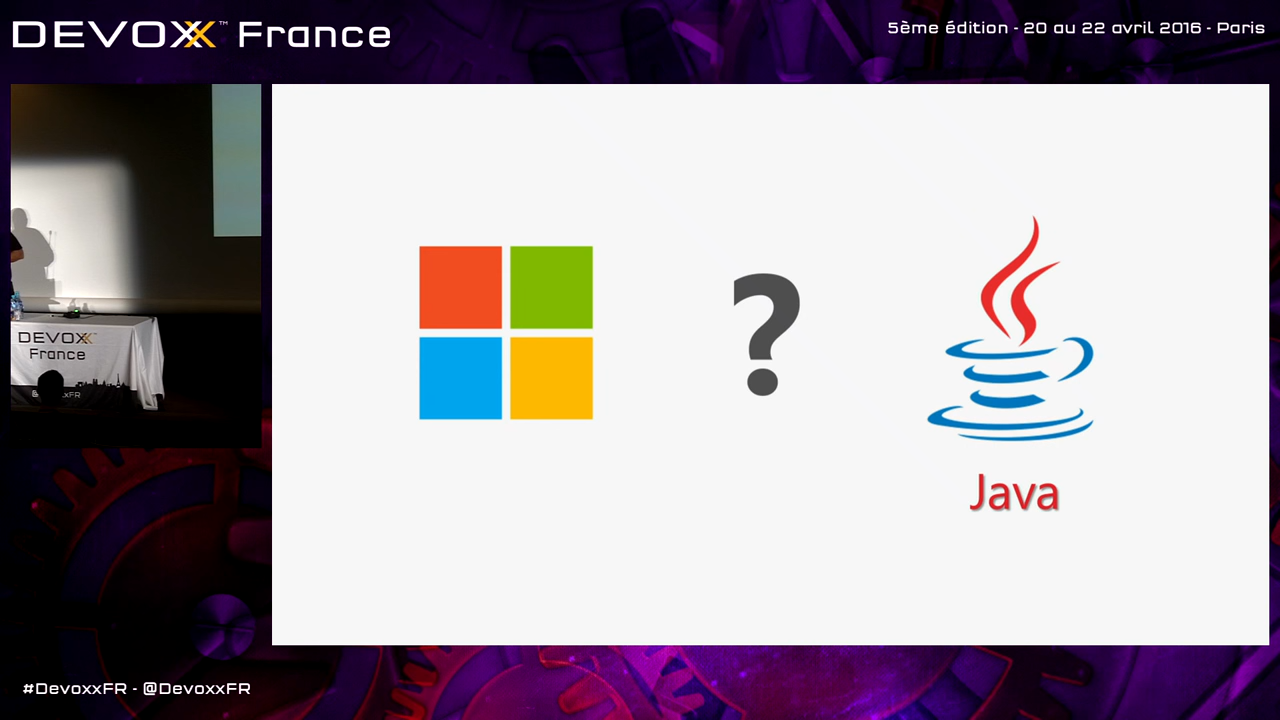 DEVOXX™ France
5ème édition - 20 au 22 avril 2016 - Paris
DEVOXX
France
?
Java
#DevoxxFR - @DevoxxFR